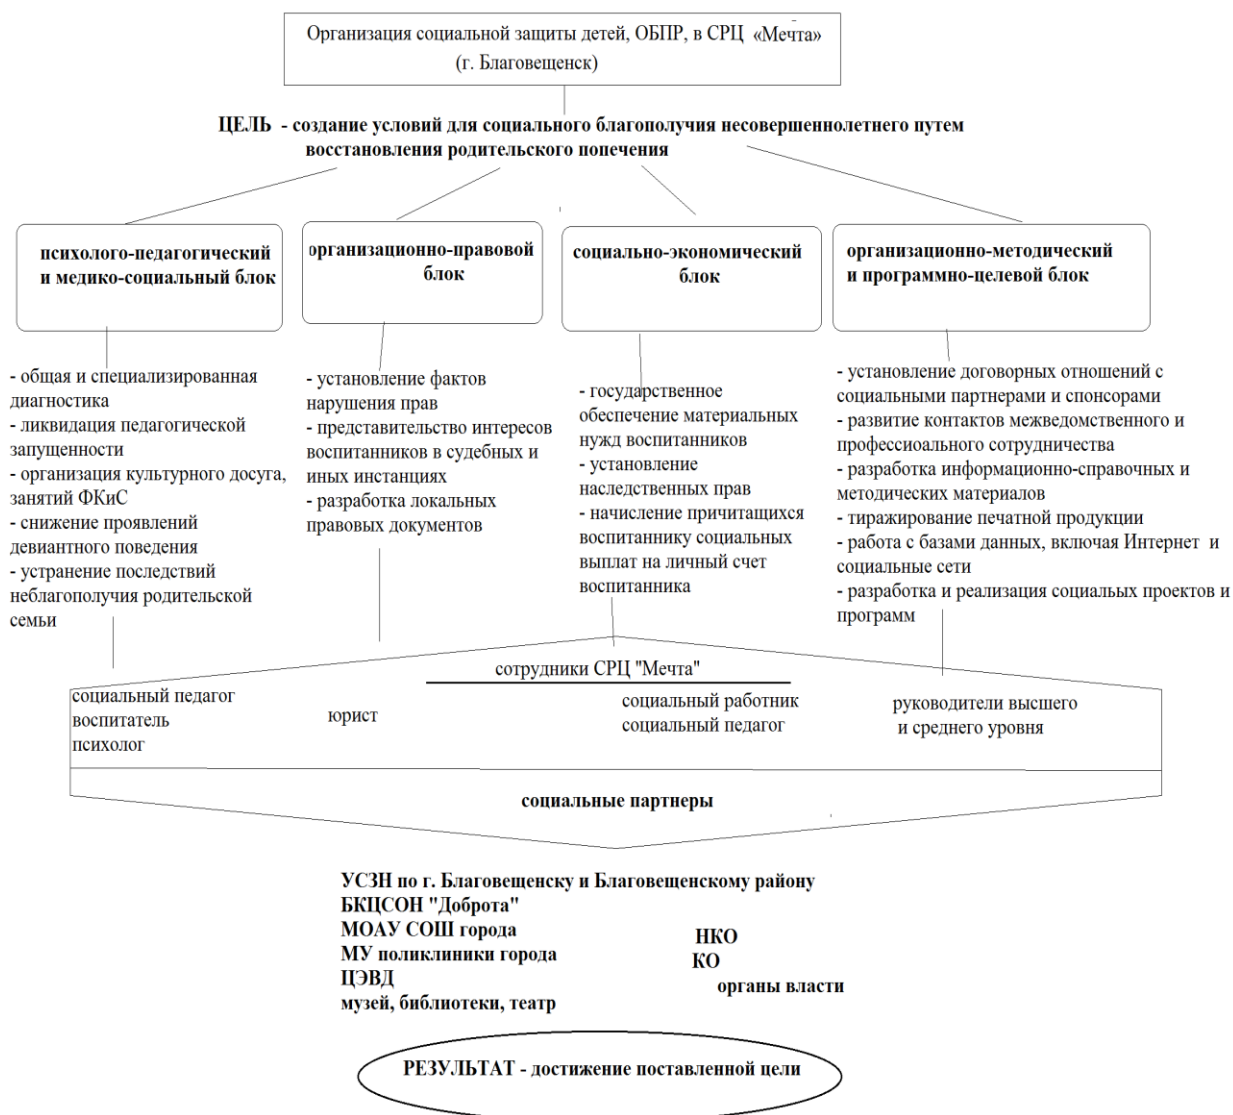 Организация социальной защиты детей, ОБПР, в СРЦ «Мечта»
(г. Благовещенск)
ЦЕЛЬ - создание условий для социального благополучия несовершеннолетнего путем
восстановления родительского попечения
психолого-педагогический
и медико-социальный блок
организационно-правовой
блок
социально-экономический
блок
организационно-методический
и программно-целевой блок
- общая и специализированная
диагностика
- ликвидация педагогической
запущенности
- организация культурного досуга,
занятий ФКиС
- снижение проявлений
девиантного поведения
- устранение последствий
неблагополучия родительской
семьи
- установление фактов
нарушения прав
- представительство интересов
воспитанников в судебных и
иных инстанциях
- разработка локальных
правовых документов
- государственное
обеспечение материальных
нужд воспитанников
- установление
наследственных прав
- начисление причитащихся
воспитаннику социальных
выплат на личный счет
воспитанника
- установление договорных отношений с
социальными партнерами и спонсорами
- развитие контактов межведомственного и
профессиоального сотрудничества
- разработка информационно-справочных и
методических материалов
- тиражирование печатной продукции
- работа с базами данных, включая Интернет и
социальные сети
- разработка и реализация социальых проектов и
программ
сотрудники СРЦ "Мечта"
социальный педагог
воспитатель
психолог
юрист
социальный работник
социальный педагог
руководители высшего
и среднего уровня
социальные партнеры
УСЗН по г. Благовещенску и Благовещенскому району
БКЦСОН "Доброта"
МОАУ СОШ города
МУ поликлиники города
ЦЭВД
музей, библиотеки, театр
НКО
КО
органы власти
РЕЗУЛЬТАТ - достижение поставленной цели